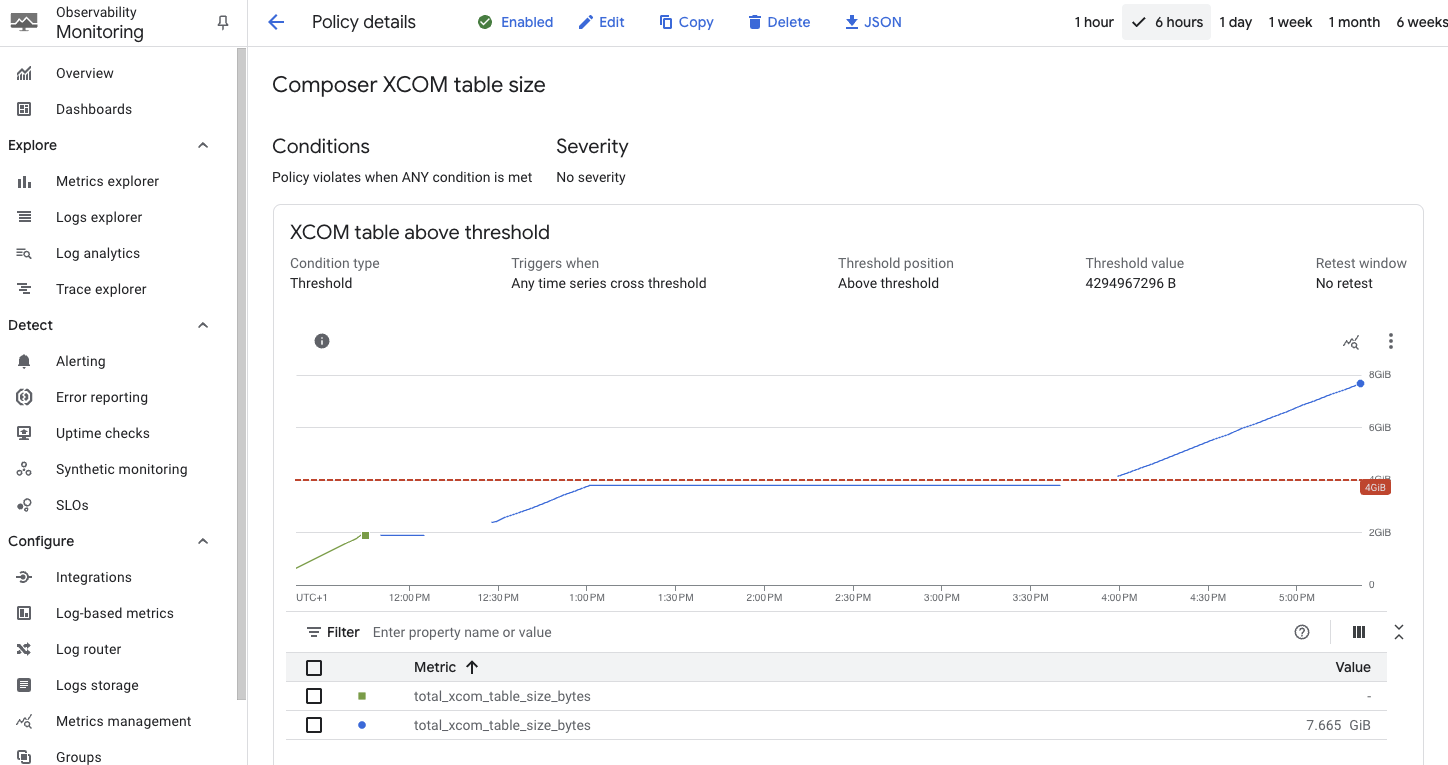 Observability
Monitoring
Policy details
Enabled
Edit
Copy
Delete
JSON
1 hour
6 hours
1 day
1 week
1 month
6 weeks
Overview
Dashboards
Explore
Metrics explorer
Logs explorer
Log analytics
Trace explorer
Detect
Alerting
Error reporting
Uptime checks
Synthetic monitoring
SLOs
Configure
Integrations
Log-based metrics
Log router
Logs storage
Metrics management
Groups
Composer XCOM table size
Conditions
Policy violates when ANY condition is met
Severity
No severity
XCOM table above threshold
Condition type
Threshold
Triggers when
Any time series cross threshold
Threshold position
Above threshold
Threshold value
4294967296 B
Retest window
No retest
8GiB
6GiB
4GiB
4GiB
2GiB
0
UTC+1
12:00 PM
12:30 PM
1:00 PM
1:30 PM
2:00 PM
2:30 PM
3:00 PM
3:30 PM
4:00 PM
4:30 PM
5:00 PM
Filter Enter property name or value
Metric Value
total_xcom_table_size_bytes -
total_xcom_table_size_bytes 7.665 GiB